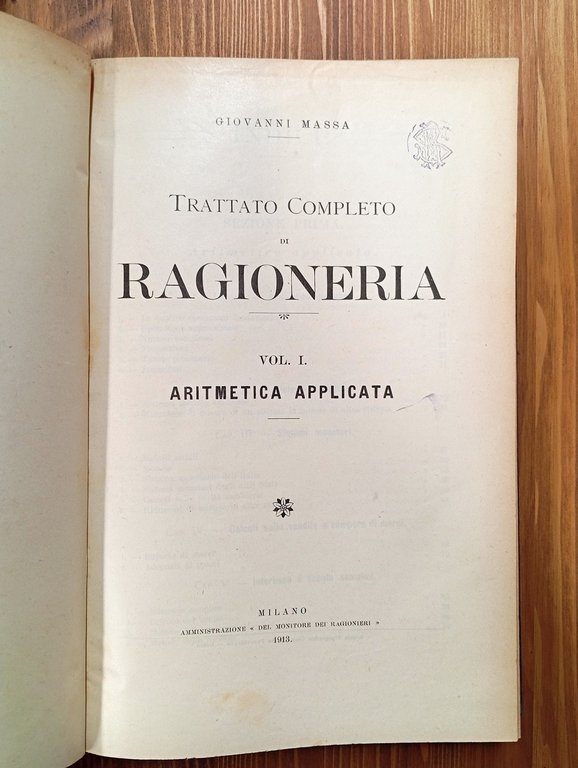 GIOVANNI MASSA
TRATTATO COMPLETO
DI
RAGIONERIA
VOL. I.
ARITMETICA APPLICATA
MILANO
AMMINISTRAZIONE « DEL MONITORE DEI RAGIONIERI »
1913.